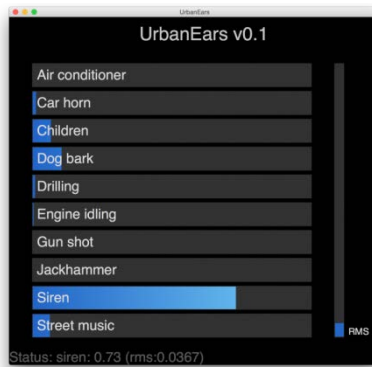 UrbanEars
UrbanEars v0.1
Air conditioner
Car horn
Children
Dog bark
Drilling
Engine idling
Gun shot
Jackhammer
Siren
Street music
RMS
Status: siren: 0.73 (rms:0.0367)